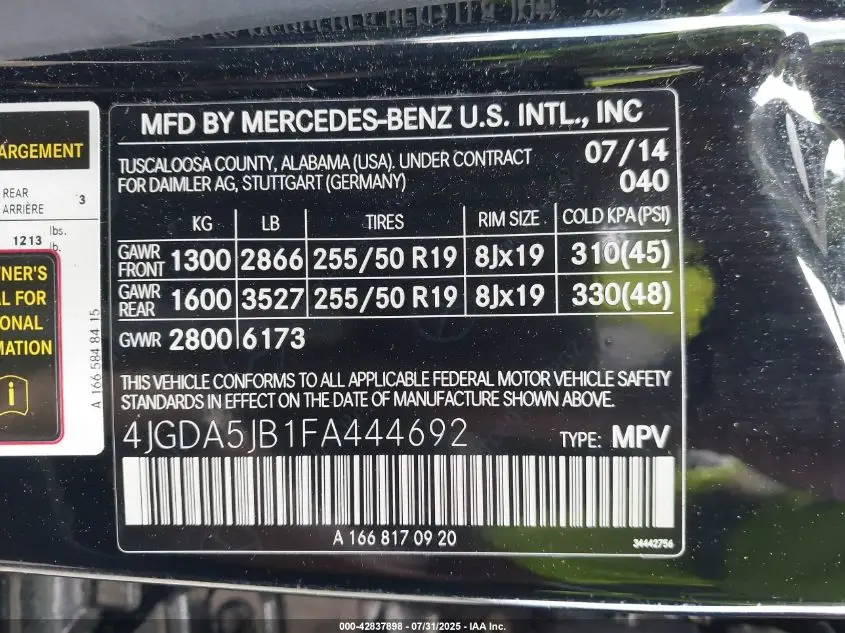 ARGEMENT
REAR
ARRIÈRE 3
lbs.
1213 lb.
NER'S
AL FOR
ONAL
MATION
i
A 166 584 84 15
MFD BY MERCEDES-BENZ U.S. INTL., INC
TUSCALOOSA COUNTY, ALABAMA (USA). UNDER CONTRACT 07/14
FOR DAIMLER AG, STUTTGART (GERMANY) 040
KG LB TIRES RIM SIZE COLD KPA (PSI)
GAWR FRONT 1300 2866 255/50 R19 8Jx19 310(45)
GAWR REAR 1600 3527 255/50 R19 8Jx19 330(48)
GVWR 2800 6173
THIS VEHICLE CONFORMS TO ALL APPLICABLE FEDERAL MOTOR VEHICLE SAFETY
STANDARDS IN EFFECT ON THE DATE OF MANUFACTURE SHOWN ABOVE.
4JGDA5JB1FA444692 TYPE: MPV
A 166 817 09 20 34442756
000-42837898 - 07/31/2025 - IAA Inc.